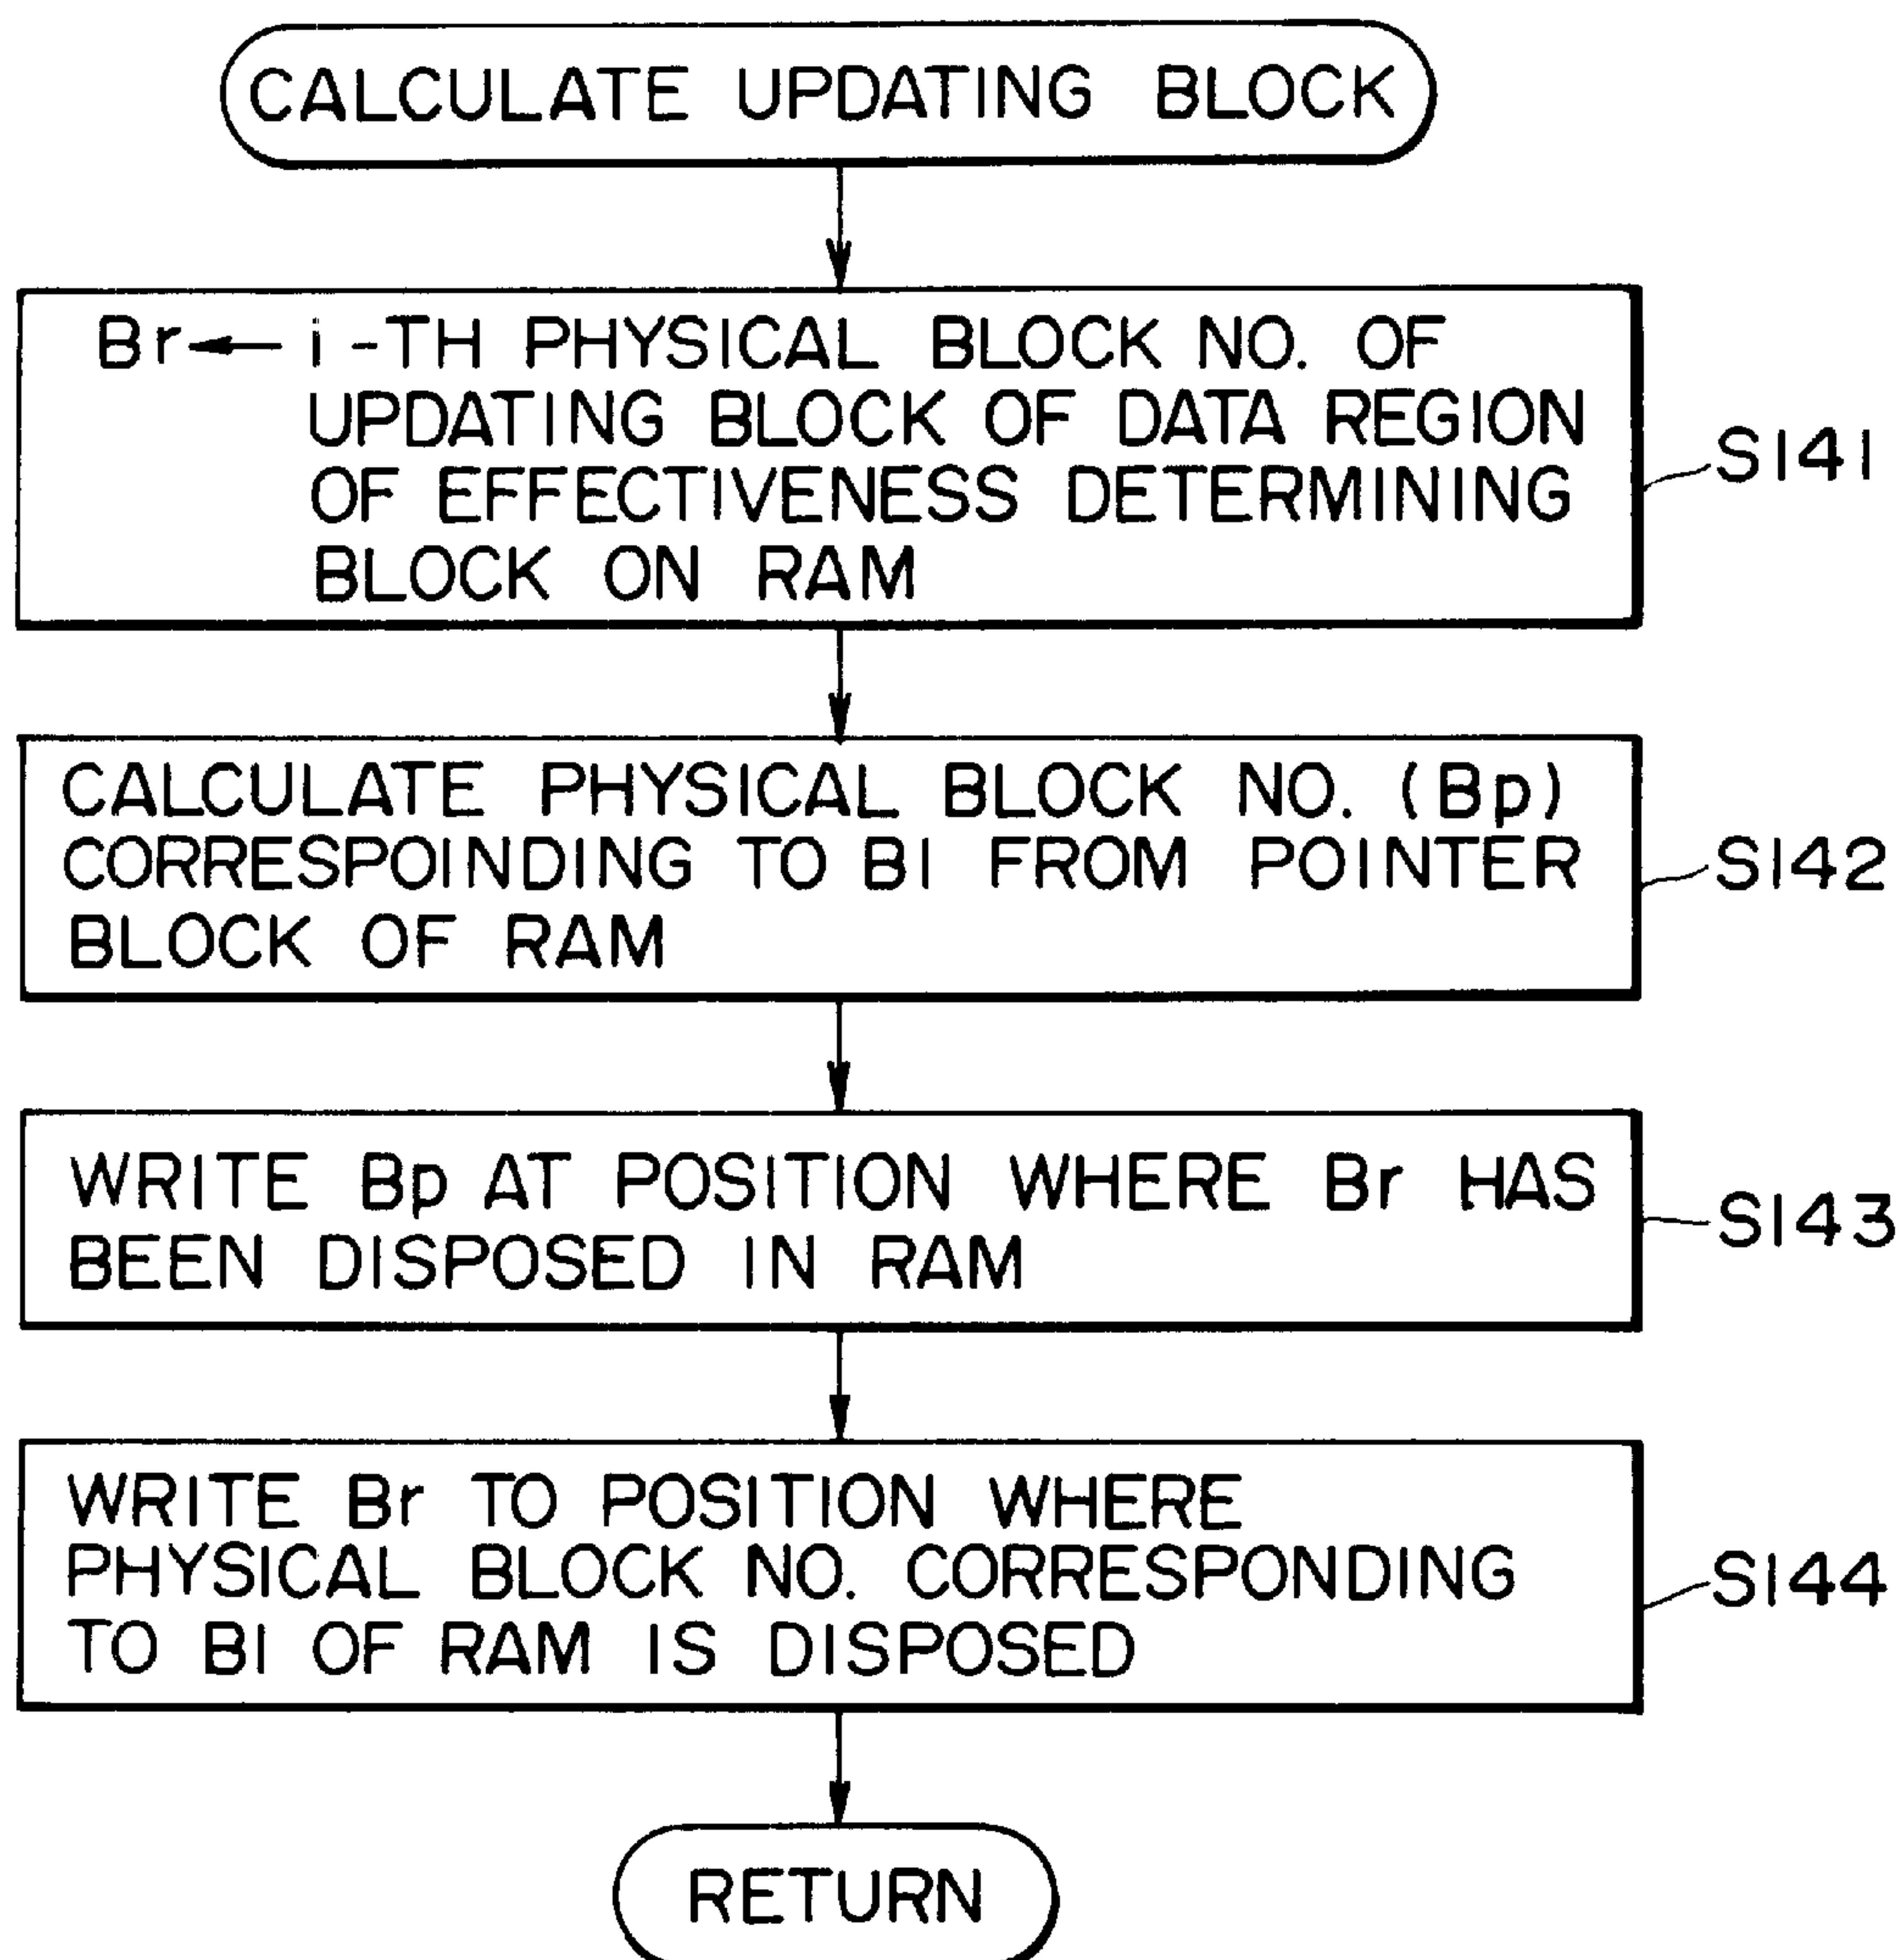 CALCULATE UPDATING BLOCK
Br ← i-TH PHYSICAL BLOCK NO. OF
UPDATING BLOCK OF DATA REGION
OF EFFECTIVENESS DETERMINING
BLOCK ON RAM
S141
CALCULATE PHYSICAL BLOCK NO. (Bp)
CORRESPOINDING TO Bl FROM POINTER
BLOCK OF RAM
S142
WRITE Bp AT POSITION WHERE Br HAS
BEEN DISPOSED IN RAM
S143
WRITE Br TO POSITION WHERE
PHYSICAL BLOCK NO. CORRESPONDING
TO Bl OF RAM IS DISPOSED
S144
RETURN